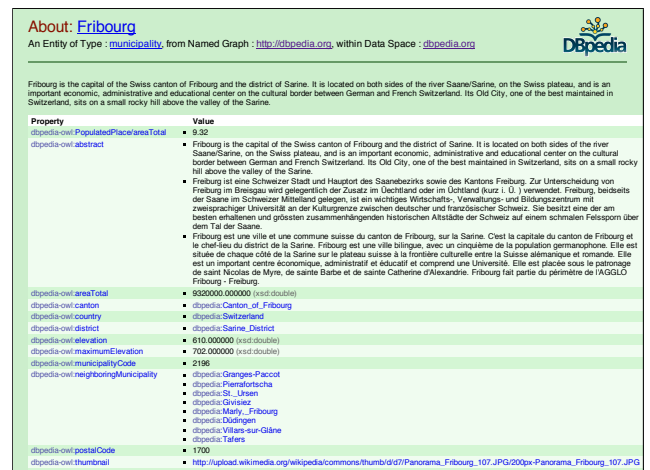 About: Fribourg
An Entity of Type : municipality, from Named Graph : http://dbpedia.org, within Data Space : dbpedia.org
DBpedia
Fribourg is the capital of the Swiss canton of Fribourg and the district of Sarine. It is located on both sides of the river Saane/Sarine, on the Swiss plateau, and is an
important economic, administrative and educational center on the cultural border between German and French Switzerland. Its Old City, one of the best maintained in
Switzerland, sits on a small rocky hill above the valley of the Sarine.
Property Value
dbpedia-owl:PopulatedPlace/areaTotal ▪ 9.32
dbpedia-owl:abstract ▪ Fribourg is the capital of the Swiss canton of Fribourg and the district of Sarine. It is located on both sides of the river
Saane/Sarine, on the Swiss plateau, and is an important economic, administrative and educational center on the cultural
border between German and French Switzerland. Its Old City, one of the best maintained in Switzerland, sits on a small rocky
hill above the valley of the Sarine.
▪ Freiburg ist eine Schweizer Stadt und Hauptort des Saanebezirks sowie des Kantons Freiburg. Zur Unterscheidung von
Freiburg im Breisgau wird gelegentlich der Zusatz im Üechtland oder im Üchtland (kurz i. Ü. ) verwendet. Freiburg, beidseits
der Saane im Schweizer Mittelland gelegen, ist ein wichtiges Wirtschafts-, Verwaltungs- und Bildungszentrum mit
zweisprachiger Universität an der Kulturgrenze zwischen deutscher und französischer Schweiz. Sie besitzt eine der am
besten erhaltenen und grössten zusammenhängenden historischen Altstädte der Schweiz auf einem schmalen Felssporn über
dem Tal der Saane.
▪ Fribourg est une ville et une commune suisse du canton de Fribourg, sur la Sarine. C'est la capitale du canton de Fribourg et
le chef-lieu du district de la Sarine. Fribourg est une ville bilingue, avec un cinquième de la population germanophone. Elle est
située de chaque côté de la Sarine sur le plateau suisse à la frontière culturelle entre la Suisse alémanique et romande. Elle
est un important centre économique, administratif et éducatif et comprend une Université. Elle est placée sous le patronage
de saint Nicolas de Myre, de sainte Barbe et de sainte Catherine d'Alexandrie. Fribourg fait partie du périmètre de l'AGGLO
Fribourg - Freiburg.
dbpedia-owl:areaTotal ▪ 9320000.000000 (xsd:double)
dbpedia-owl:canton ▪ dbpedia:Canton_of_Fribourg
dbpedia-owl:country ▪ dbpedia:Switzerland
dbpedia-owl:district ▪ dbpedia:Sarine_District
dbpedia-owl:elevation ▪ 610.000000 (xsd:double)
dbpedia-owl:maximumElevation ▪ 702.000000 (xsd:double)
dbpedia-owl:municipalityCode ▪ 2196
dbpedia-owl:neighboringMunicipality ▪ dbpedia:Granges-Paccot
▪ dbpedia:Pierrafortscha
▪ dbpedia:St._Ursen
▪ dbpedia:Givisiez
▪ dbpedia:Marly,_Fribourg
▪ dbpedia:Düdingen
▪ dbpedia:Villars-sur-Glâne
▪ dbpedia:Tafers
dbpedia-owl:postalCode ▪ 1700
dbpedia-owl:thumbnail ▪ http://upload.wikimedia.org/wikipedia/commons/thumb/d/d7/Panorama_Fribourg_107.JPG/200px-Panorama_Fribourg_107.JPG